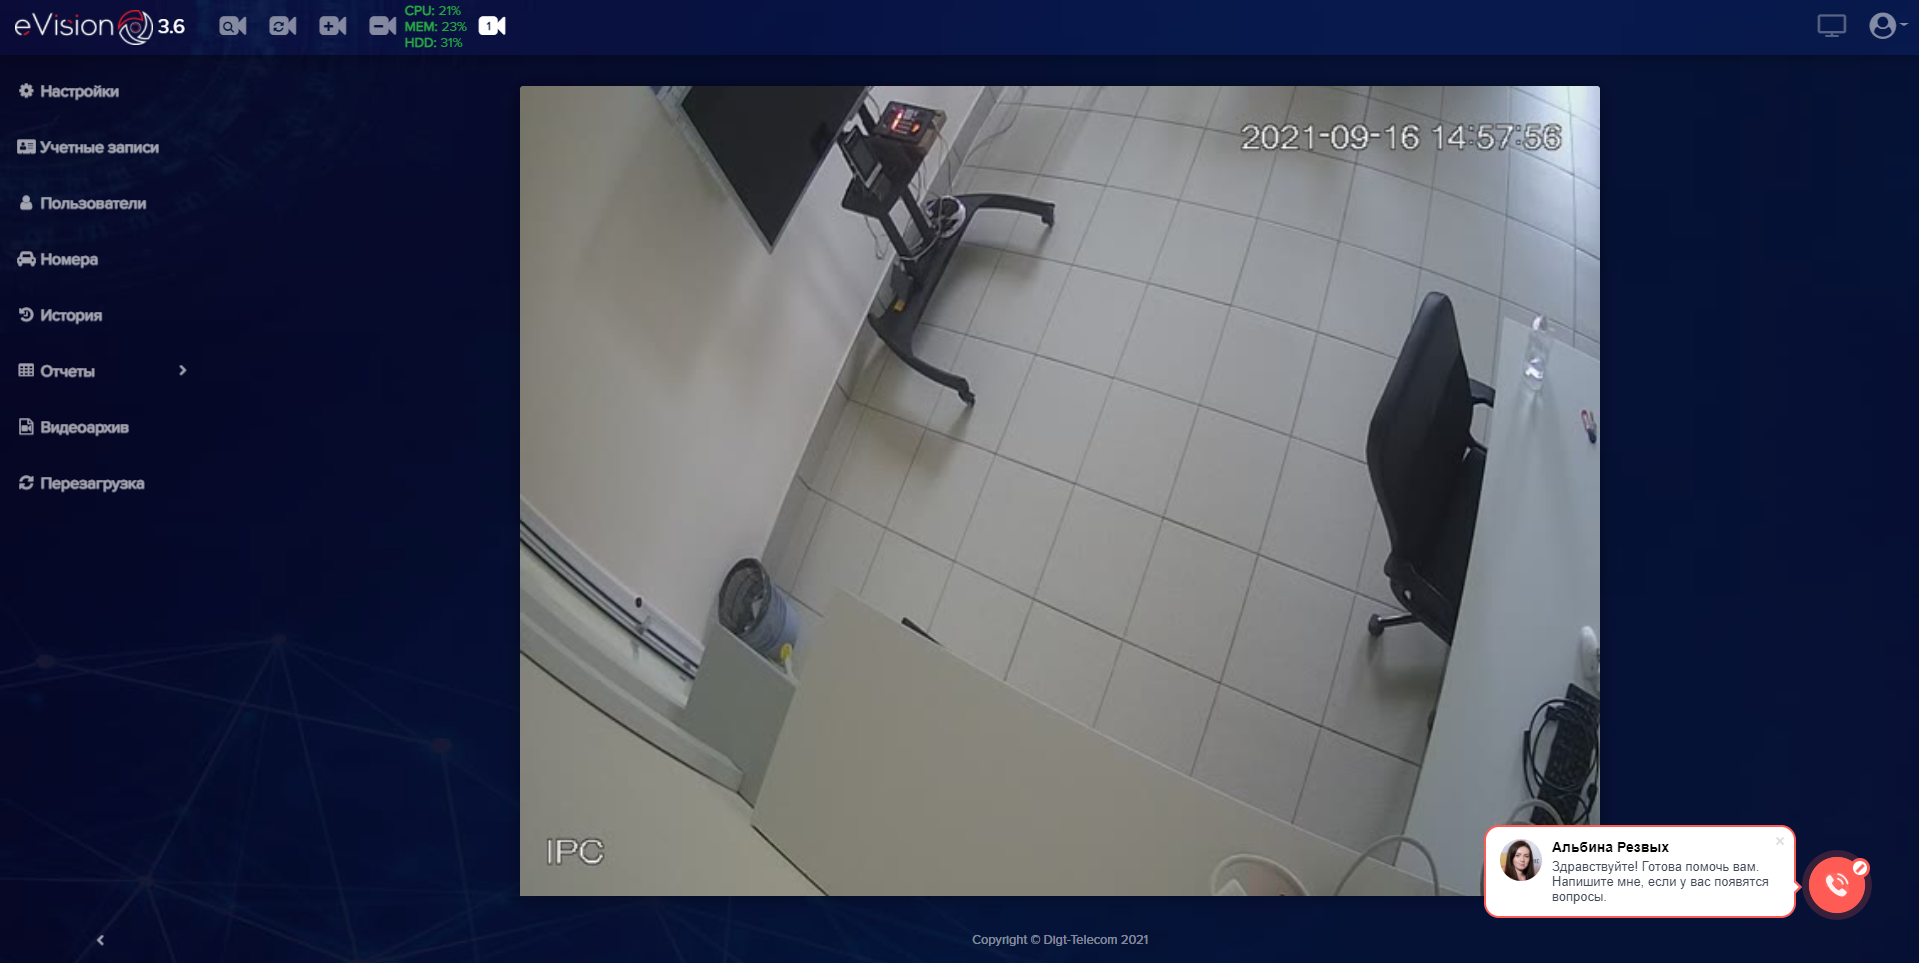 eVision 3.6
CPU: 21%
MEM: 23%
HDD: 31%
1
Настройки
Учетные записи
Пользователи
Номера
История
Отчеты
Видеоархив
Перезагрузка
2021-09-16 14:57:56
IPC
Альбина Резвых
Здравствуйте! Готова помочь вам.
Напишите мне, если у вас появятся
вопросы.
Copyright © Digt-Telecom 2021